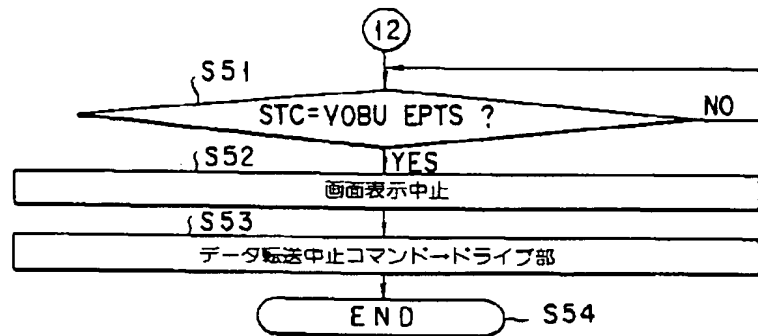 12
S51
STC=VOBU EPTS ?
NO
YES
S52
画面表示中止
S53
データ転送中止コマンド→ドライブ部
END
S54